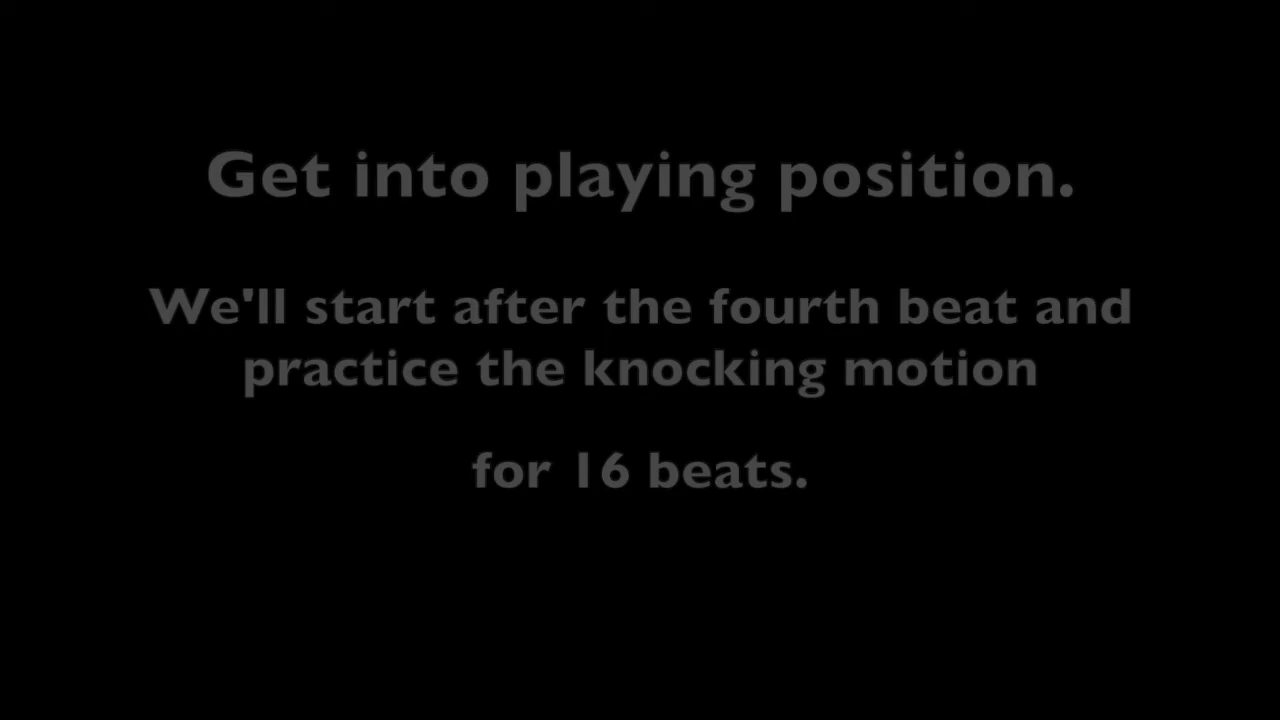 Get into playing position.
We'll start after the fourth beat and
practice the knocking motion
for 16 beats.